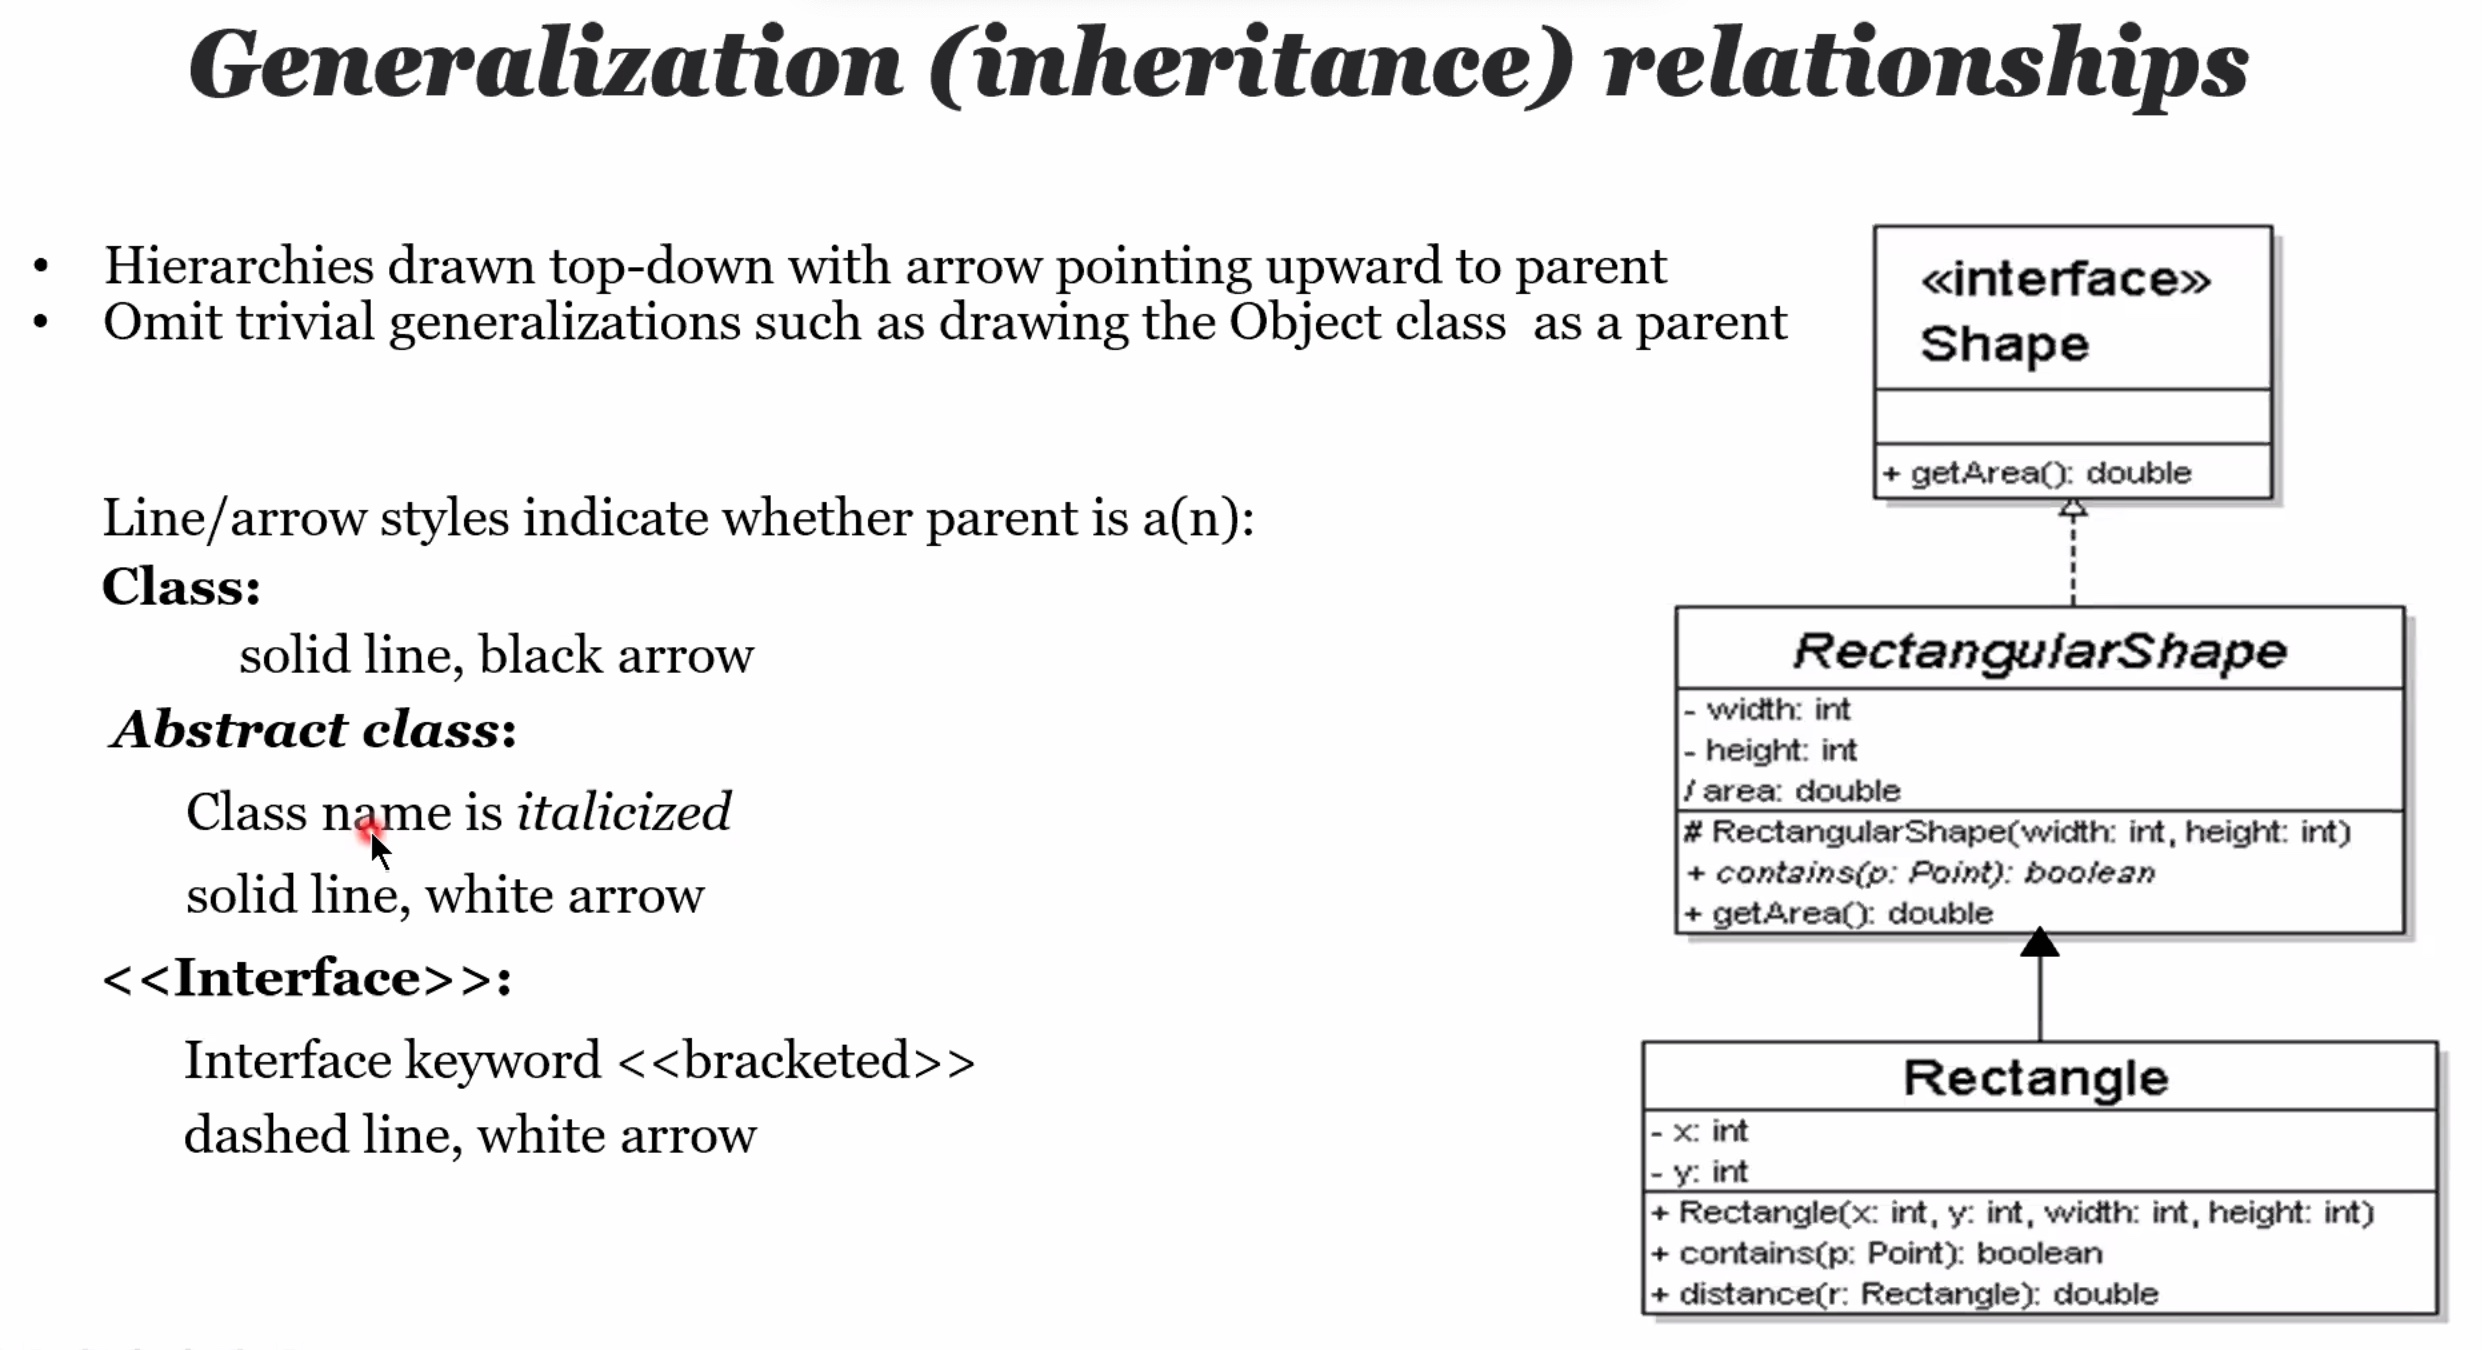 Generalization (inheritance) relationships
• Hierarchies drawn top-down with arrow pointing upward to parent
• Omit trivial generalizations such as drawing the Object class as a parent
Line/arrow styles indicate whether parent is a(n):
Class:
solid line, black arrow
Abstract class:
Class name is italicized
solid line, white arrow
<<Interface>>:
Interface keyword <<bracketed>>
dashed line, white arrow
«interface»
Shape
+ getArea(): double
RectangularShape
- width: int
- height: int
/ area: double
# RectangularShape(width: int, height: int)
+ contains(p: Point): boolean
+ getArea(): double
Rectangle
- x: int
- y: int
+ Rectangle(x: int, y: int, width: int, height: int)
+ contains(p: Point): boolean
+ distance(r: Rectangle): double